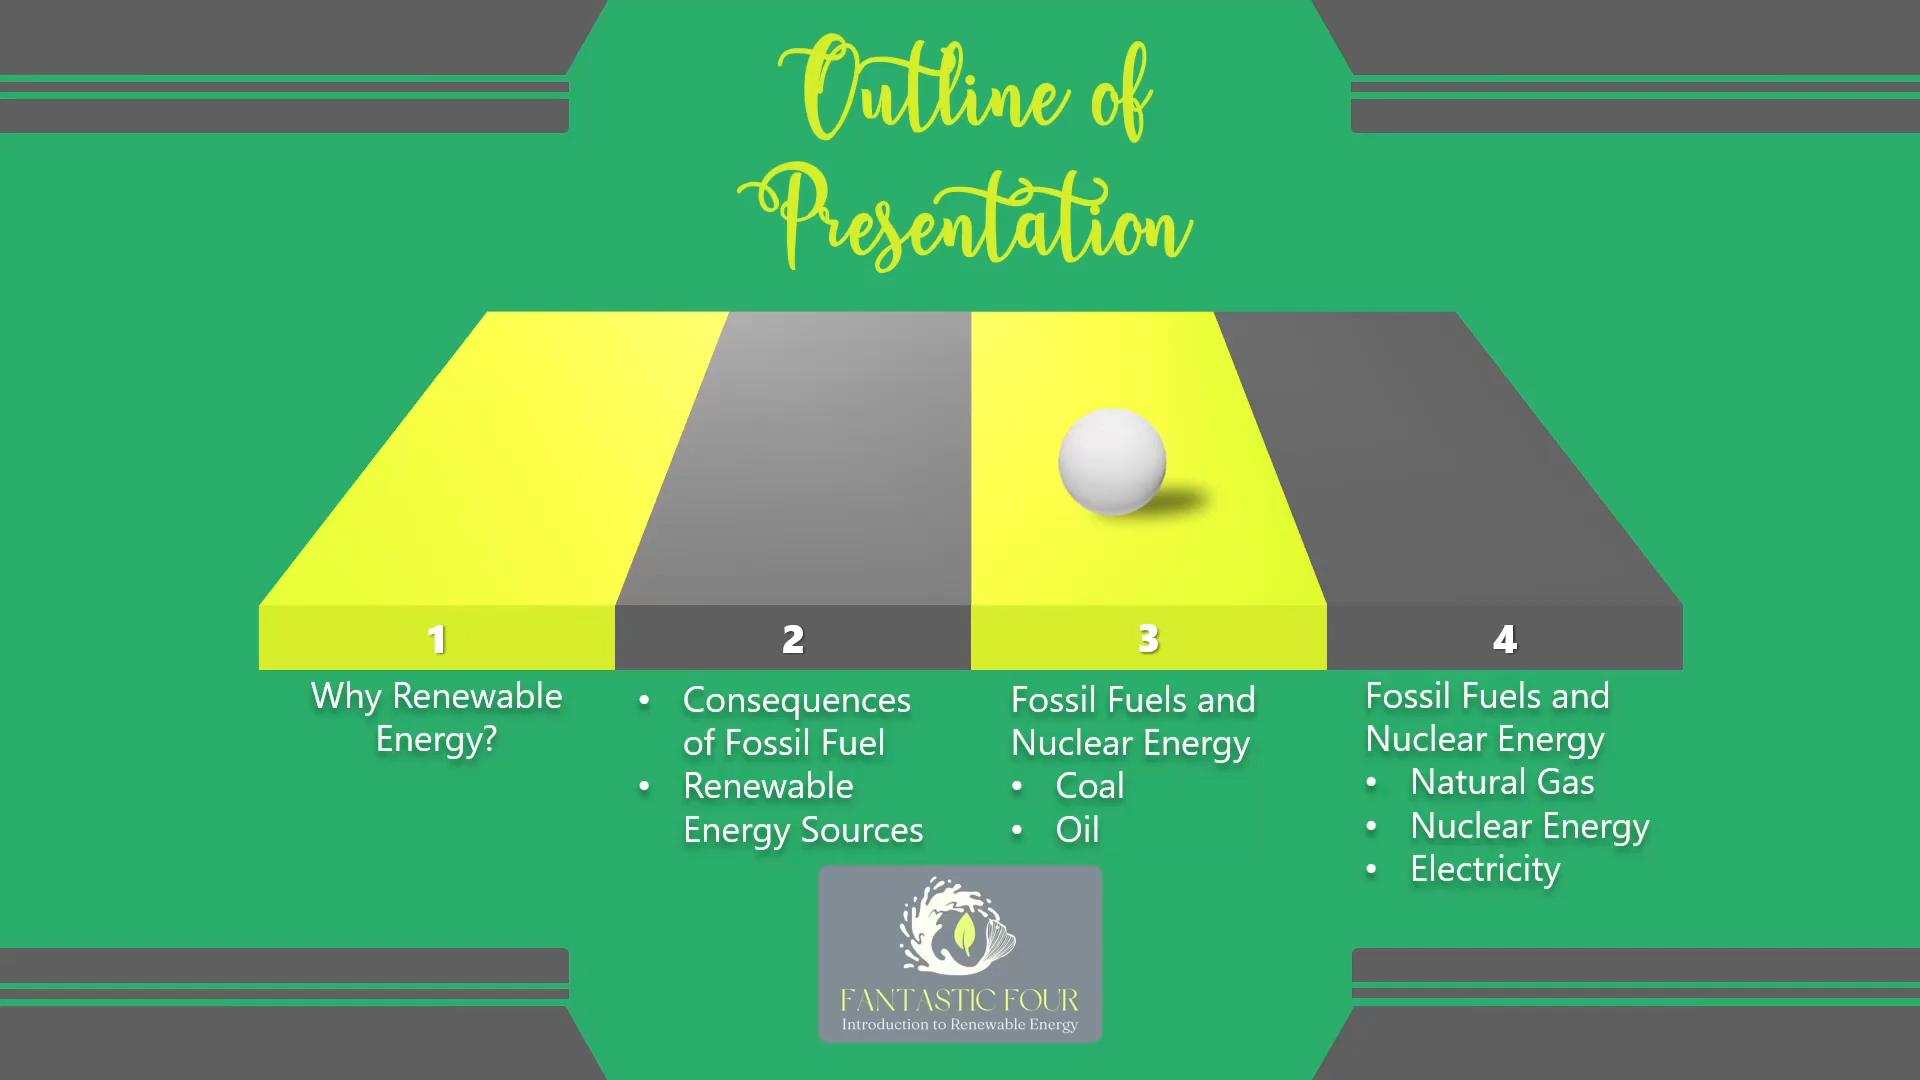 Outline of
Presentation
1
2
3
4
Why Renewable
Energy?
• Consequences
of Fossil Fuel
• Renewable
Energy Sources
Fossil Fuels and
Nuclear Energy
• Coal
• Oil
Fossil Fuels and
Nuclear Energy
• Natural Gas
• Nuclear Energy
• Electricity
FANTASTIC FOUR
Introduction to Renewable Energy